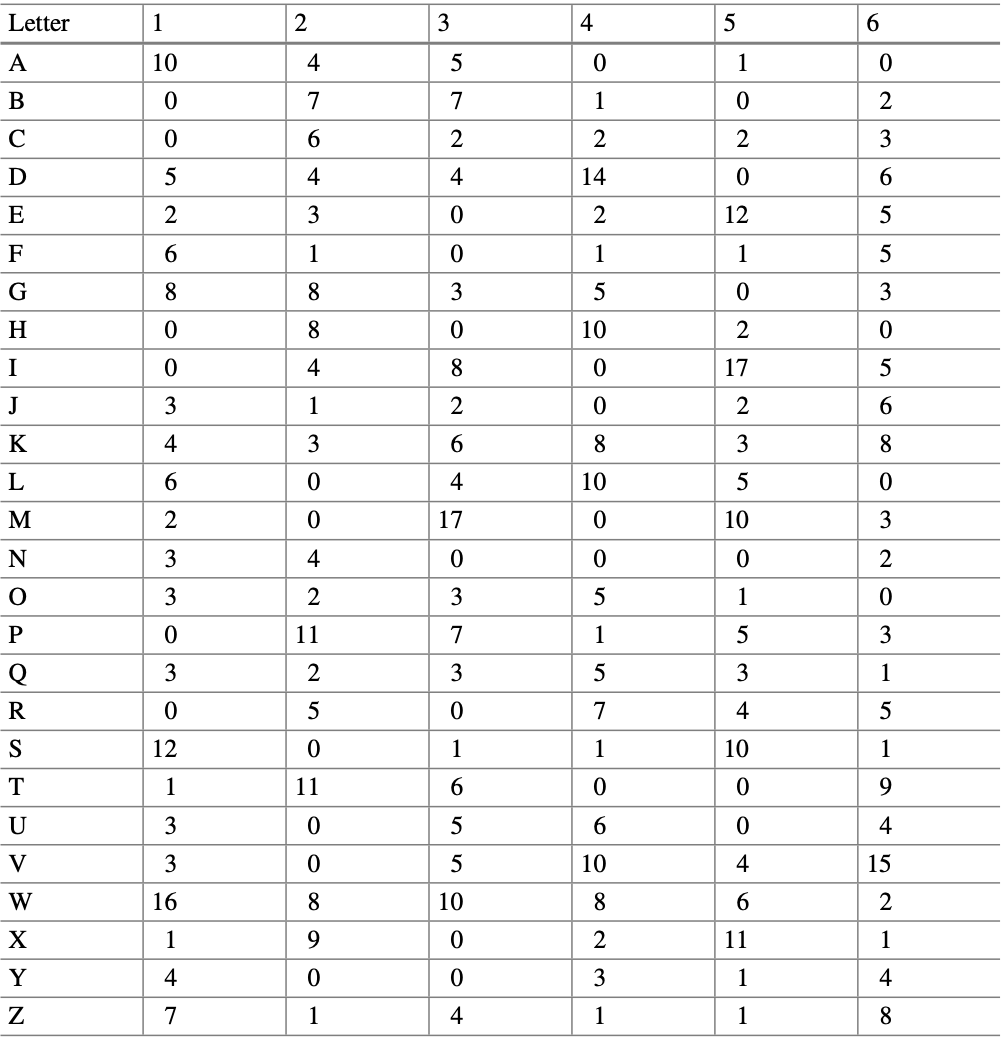 Letter 1 2 3 4 5 6
A 10 4 5 0 1 0
B 0 7 7 1 0 2
C 0 6 2 2 2 3
D 5 4 4 14 0 6
E 2 3 0 2 12 5
F 6 1 0 1 1 5
G 8 8 3 5 0 3
H 0 8 0 10 2 0
I 0 4 8 0 17 5
J 3 1 2 0 2 6
K 4 3 6 8 3 8
L 6 0 4 10 5 0
M 2 0 17 0 10 3
N 3 4 0 0 0 2
O 3 2 3 5 1 0
P 0 11 7 1 5 3
Q 3 2 3 5 3 1
R 0 5 0 7 4 5
S 12 0 1 1 10 1
T 1 11 6 0 0 9
U 3 0 5 6 0 4
V 3 0 5 10 4 15
W 16 8 10 8 6 2
X 1 9 0 2 11 1
Y 4 0 0 3 1 4
Z 7 1 4 1 1 8